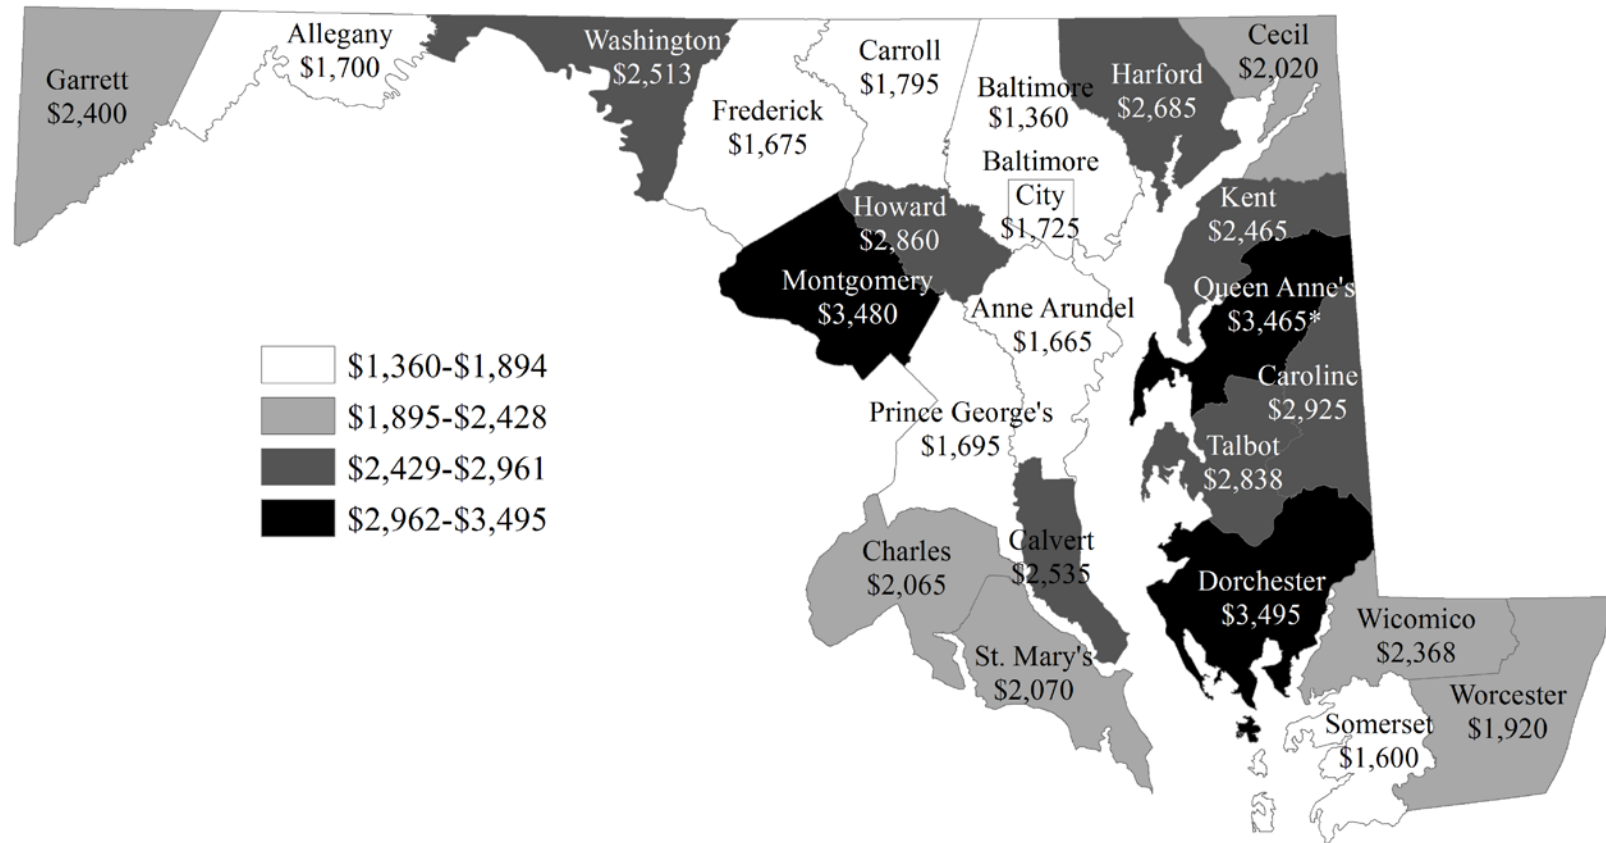 Garrett
$2,400
Allegany
$1,700
Washington
$2,513
Frederick
$1,675
Carroll
$1,795
Baltimore
$1,360
Baltimore
City
$1,725
Harford
$2,685
Cecil
$2,020
Howard
$2,860
Montgomery
$3,480
Anne Arundel
$1,665
Prince George's
$1,695
Kent
$2,465
Queen Anne's
$3,465*
Caroline
$2,925
Talbot
$2,838
Charles
$2,065
Calvert
$2,535
St. Mary's
$2,070
Dorchester
$3,495
Wicomico
$2,368
Worcester
$1,920
Somerset
$1,600
$1,360-$1,894
$1,895-$2,428
$2,429-$2,961
$2,962-$3,495